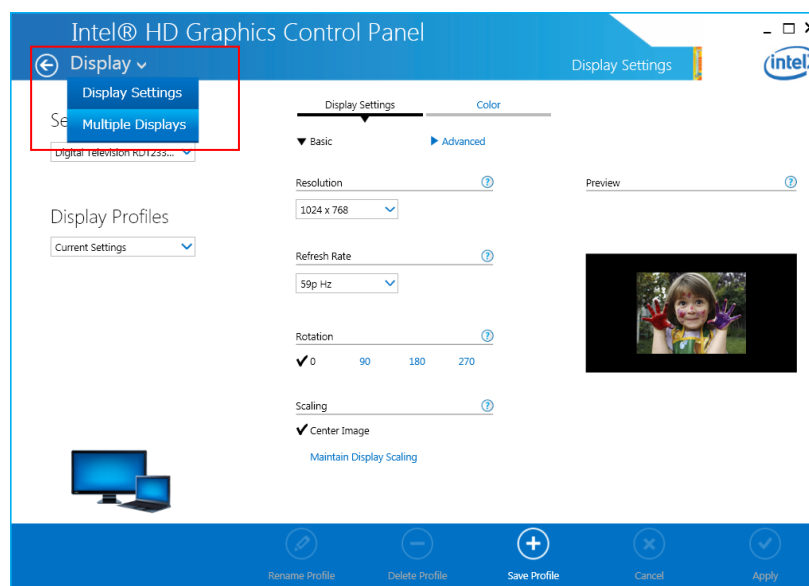 Intel® HD Graphics Control Panel
Display
Display Settings
intel
Display Settings
Multiple Displays
Se
Digital Television RDT233...
Display Profiles
Current Settings
Display Settings
Color
Basic
Advanced
Resolution
1024 x 768
Refresh Rate
59p Hz
Rotation
0
90
180
270
Scaling
Center Image
Maintain Display Scaling
Preview
Rename Profile
Delete Profile
Save Profile
Cancel
Apply